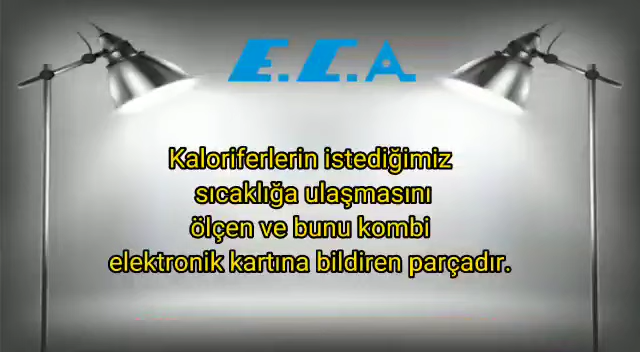 E.C.A.
Kaloriferlerin istediğimiz
sıcaklığa ulaşmasını
ölçen ve bunu kombi
elektronik kartına bildiren parçadır.